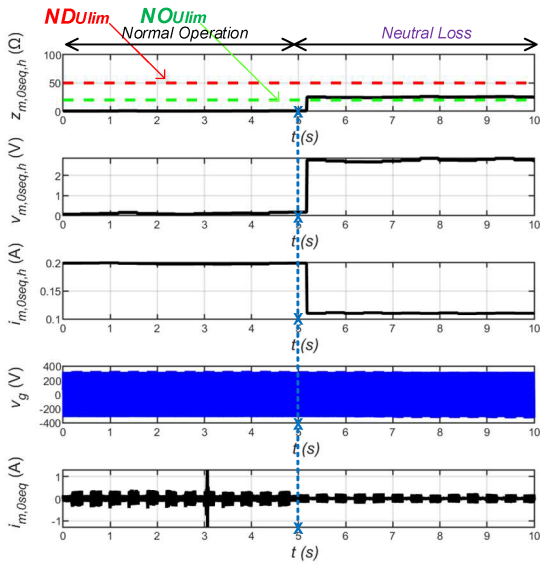 NDUlim NOUlim
Normal Operation Neutral Loss
zm,0seq,h (Ω)
100
50
0
0 1 2 3 4 5 6 7 8 9 10
t (s)
vm,0seq,h (V)
2
1
0
0 1 2 3 4 5 6 7 8 9 10
t (s)
im,0seq,h (A)
0.2
0.15
0.1
0 1 2 3 4 5 6 7 8 9 10
t (s)
vg (V)
400
200
0
-200
-400
0 1 2 3 4 5 6 7 8 9 10
t (s)
im,0seq (A)
1
0
-1
0 1 2 3 4 5 6 7 8 9 10
t (s)